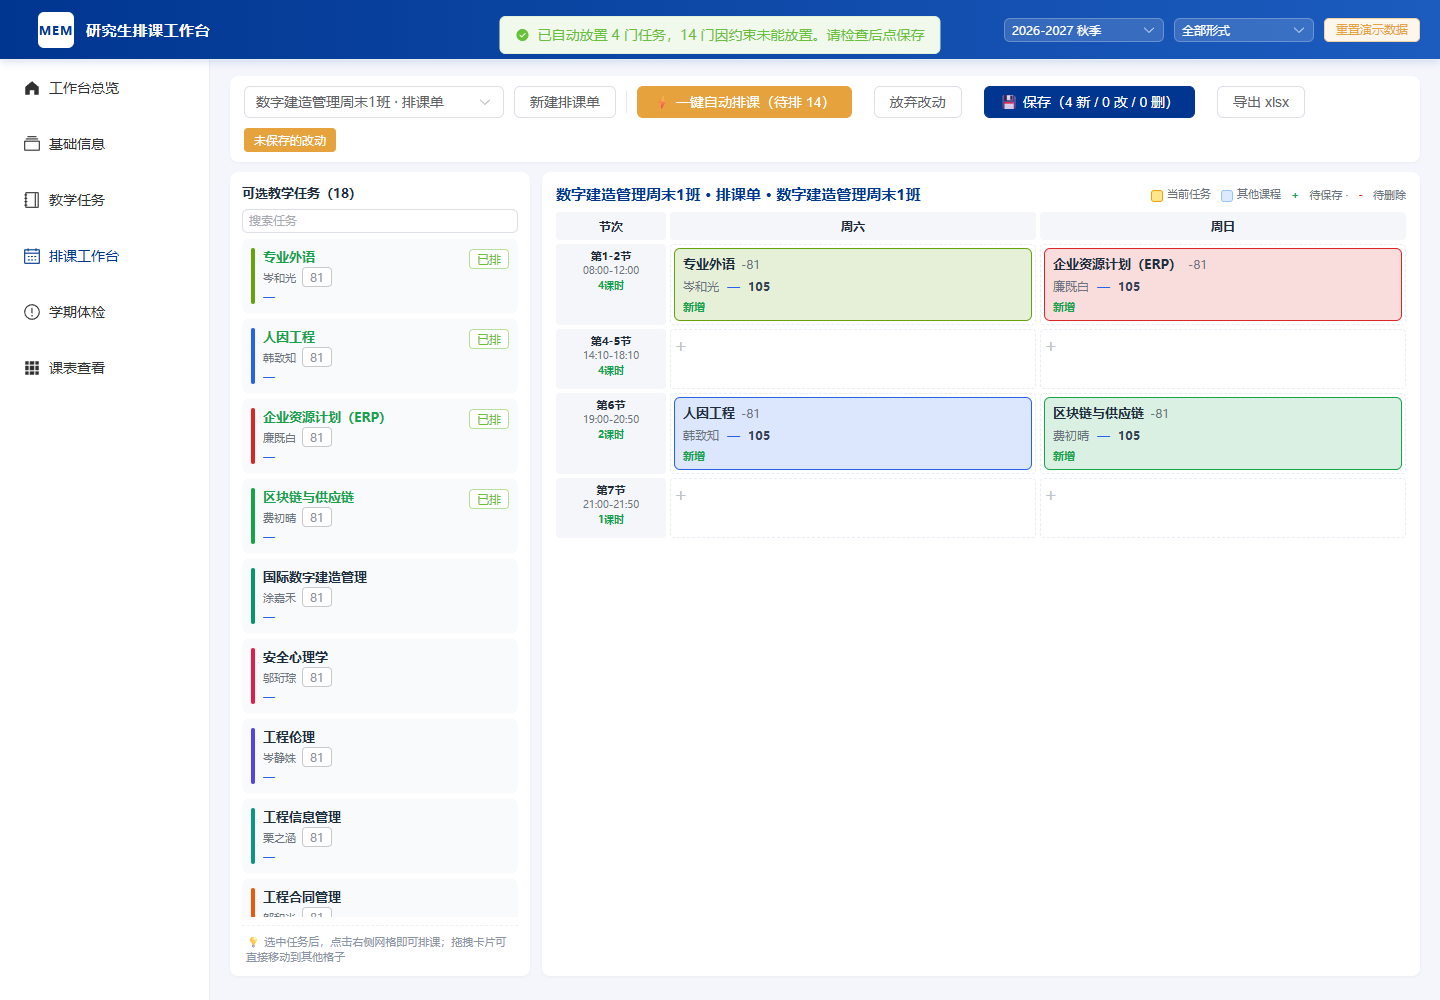 MEM 研究生排课工作台
已自动放置 4 门任务，14 门因约束未能放置。请检查后点保存
2026-2027 秋季
全部形式
重置演示数据
工作台总览
基础信息
教学任务
排课工作台
学期体检
课表查看
数字建造管理周末1班 · 排课单
新建排课单
一键自动排课（待排 14）
放弃改动
保存（4 新 / 0 改 / 0 删）
导出 xlsx
未保存的改动
可选教学任务（18）
搜索任务
专业外语
已排
岑和光 81
—
人因工程
已排
韩致知 81
—
企业资源计划（ERP）
已排
廉既白 81
—
区块链与供应链
已排
费初晴 81
—
国际数字建造管理
涂嘉禾 81
—
安全心理学
邬珩琮 81
—
工程伦理
岑静姝 81
—
工程信息管理
栗之涵 81
—
工程合同管理
81
选中任务后，点击右侧网格即可排课；拖拽卡片可
直接移动到其他格子
数字建造管理周末1班 • 排课单 • 数字建造管理周末1班
当前任务 其他课程 + 待保存 · - 待删除
节次 周六 周日
第1-2节
08:00-12:00
4课时
专业外语 -81
岑和光 — 105
新增
企业资源计划（ERP） -81
廉既白 — 105
新增
第4-5节
14:10-18:10
4课时
+
+
第6节
19:00-20:50
2课时
人因工程 -81
韩致知 — 105
新增
区块链与供应链 -81
费初晴 — 105
新增
第7节
21:00-21:50
1课时
+
+